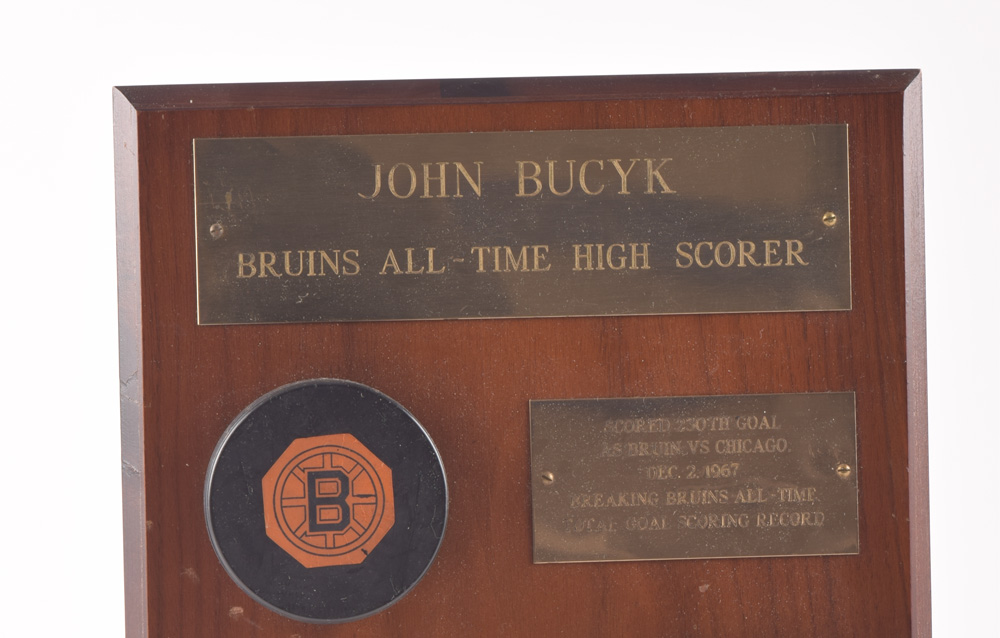 JOHN BUCYK
BRUINS ALL-TIME HIGH SCORER
B
SCORED 230TH GOAL
AS BRUIN VS CHICAGO
DEC. 2, 1967
BREAKING BRUINS ALL-TIME
TOTAL GOAL SCORING RECORD